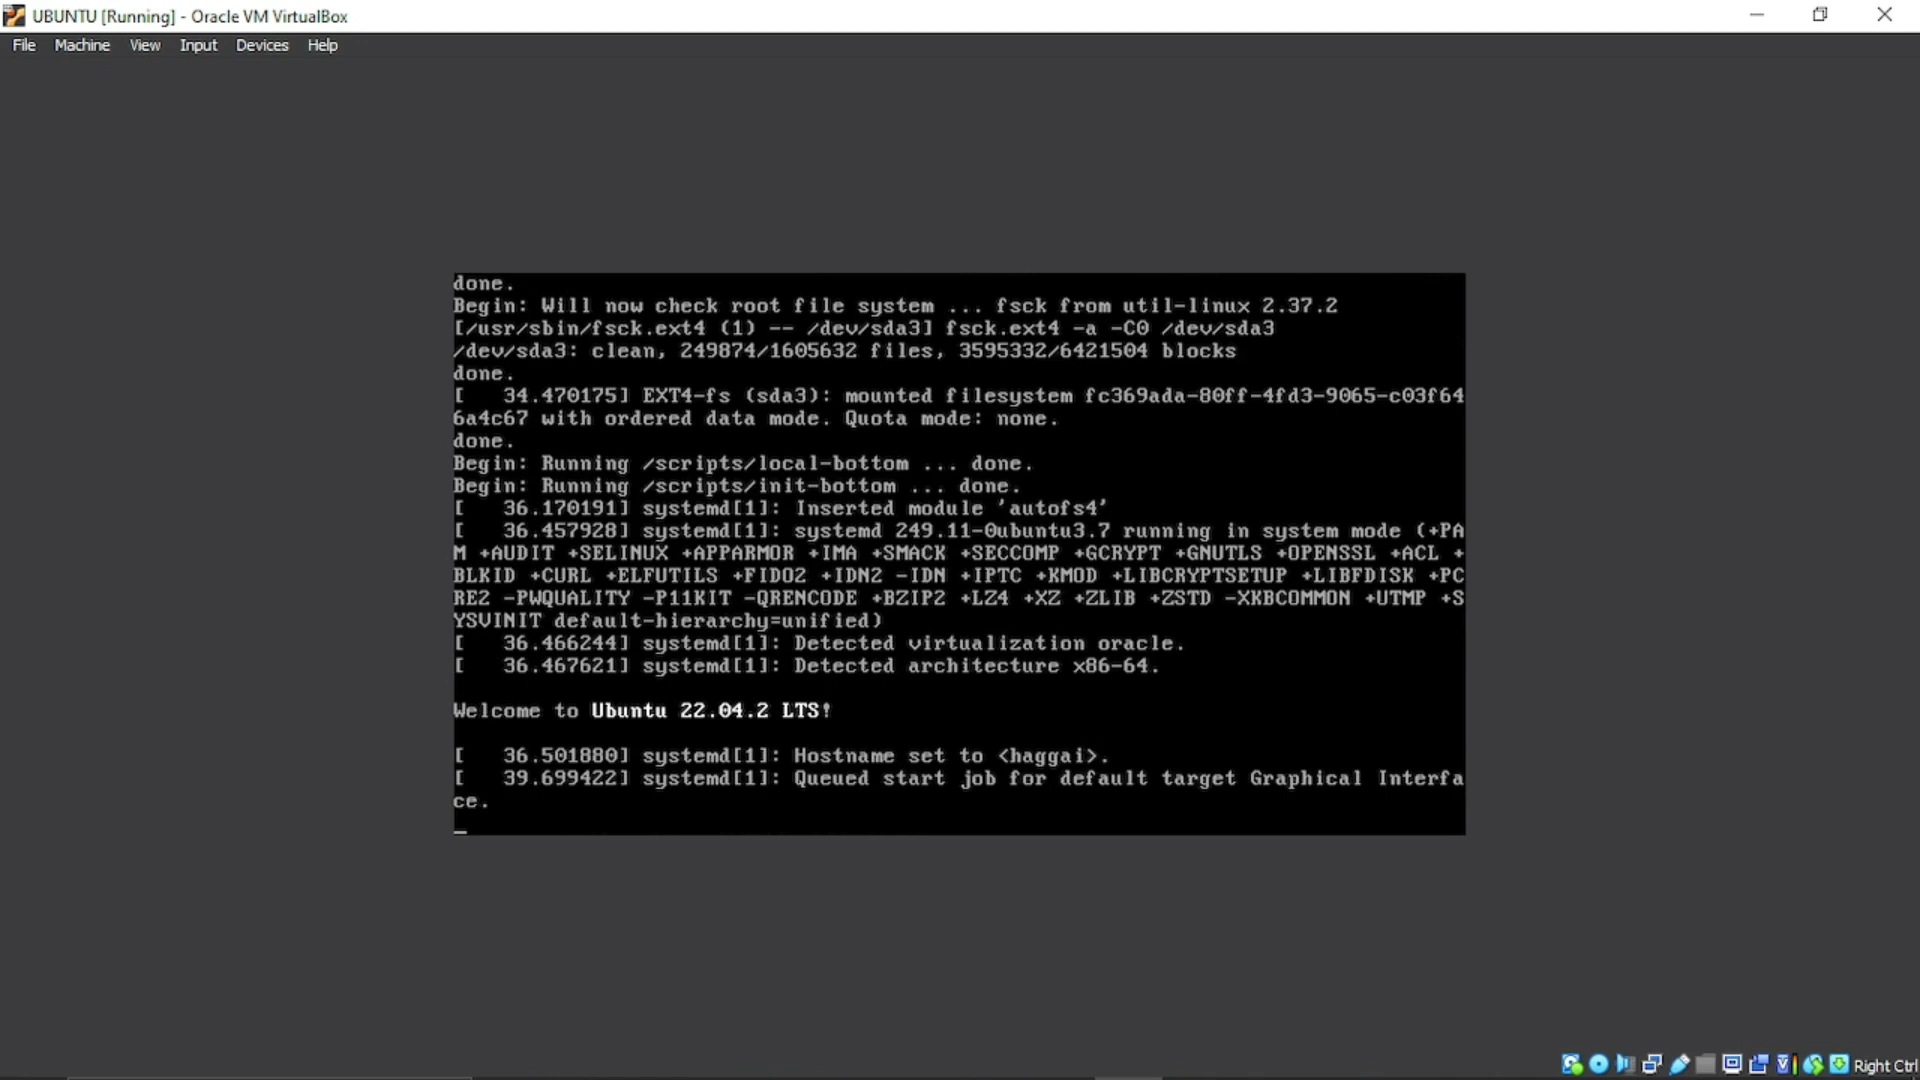 UBUNTU [Running] - Oracle VM VirtualBox
File Machine View Input Devices Help
done.
Begin: Will now check root file system ... fsck from util-linux 2.37.2
[/usr/sbin/fsck.ext4 (1) -- /dev/sda3] fsck.ext4 -a -C0 /dev/sda3
/dev/sda3: clean, 249874/1605632 files, 3595332/6421504 blocks
done.
[   34.470175] EXT4-fs (sda3): mounted filesystem fc369ada-80ff-4fd3-9065-c03f64
6a4c67 with ordered data mode. Quota mode: none.
done.
Begin: Running /scripts/local-bottom ... done.
Begin: Running /scripts/init-bottom ... done.
[   36.170191] systemd[1]: Inserted module 'autofs4'
[   36.457928] systemd[1]: systemd 249.11-0ubuntu3.7 running in system mode (+PA
M +AUDIT +SELINUX +APPARMOR +IMA +SMACK +SECCOMP +GCRYPT +GNUTLS +OPENSSL +ACL +
BLKID +CURL +ELFUTILS +FIDO2 +IDN2 -IDN +IPTC +KMOD +LIBCRYPTSETUP +LIBFDISK +PC
RE2 -PWQUALITY -P11KIT -QRENCODE +BZIP2 +LZ4 +XZ +ZLIB +ZSTD -XKBCOMMON +UTMP +S
YSVINIT default-hierarchy=unified)
[   36.466244] systemd[1]: Detected virtualization oracle.
[   36.467621] systemd[1]: Detected architecture x86-64.
Welcome to Ubuntu 22.04.2 LTS!
[   36.501880] systemd[1]: Hostname set to <haggai>.
[   39.699422] systemd[1]: Queued start job for default target Graphical Interfa
ce.
_
Right Ctrl